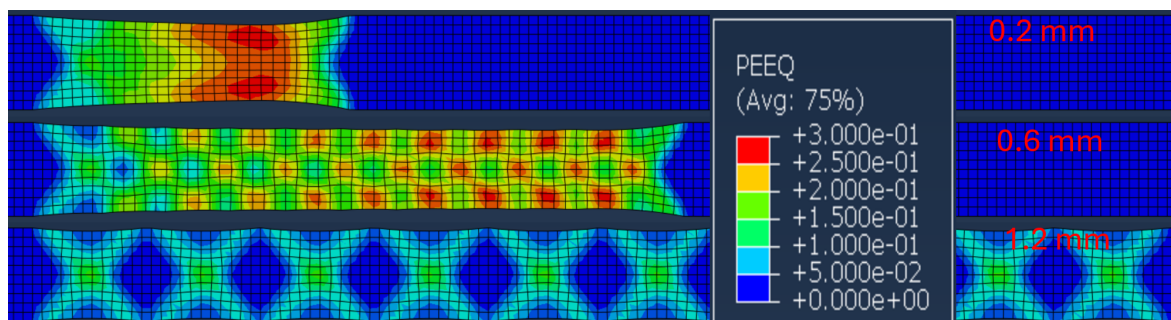 0.2 mm
PEEQ
(Avg: 75%)
+3.000e-01
+2.500e-01
+2.000e-01
+1.500e-01
+1.000e-01
+5.000e-02
+0.000e+00
0.6 mm
1.2 mm